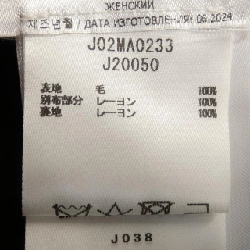 ЖЕНСКИЙ
제조년월 / ДАТА ИЗГОТОВЛЕНИЯ 06.2024
J02MA0233
J20050
表地 毛 100%
別布部分 レーヨン 100%
裏地 レーヨン 100%
J038